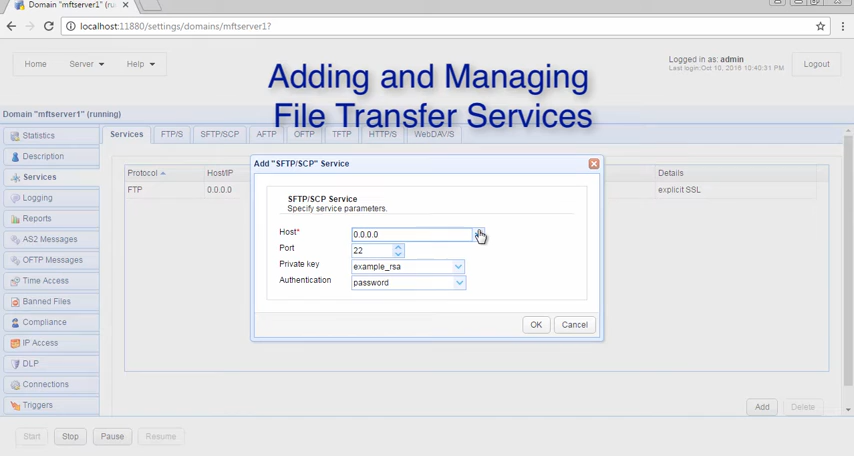 Domain "mftserver1" (ru
localhost:11880/settings/domains/mftserver1?
Home Server Help
Logged in as: admin
Last login:Oct 10, 2016 10:40:31 PM
Logout
Adding and Managing
File Transfer Services
Domain "mftserver1" (running)
Statistics
Description
Services
Logging
Reports
AS2 Messages
OFTP Messages
Time Access
Banned Files
Compliance
IP Access
DLP
Connections
Triggers
Services FTP/S SFTP/SCP AFTP OFTP TFTP HTTP/S WebDAV/S
Protocol Host/IP Details
FTP 0.0.0.0 explicit SSL
Add "SFTP/SCP" Service
SFTP/SCP Service
Specify service parameters.
Host* 0.0.0.0
Port 22
Private key example_rsa
Authentication password
OK Cancel
Add Delete
Start Stop Pause Resume